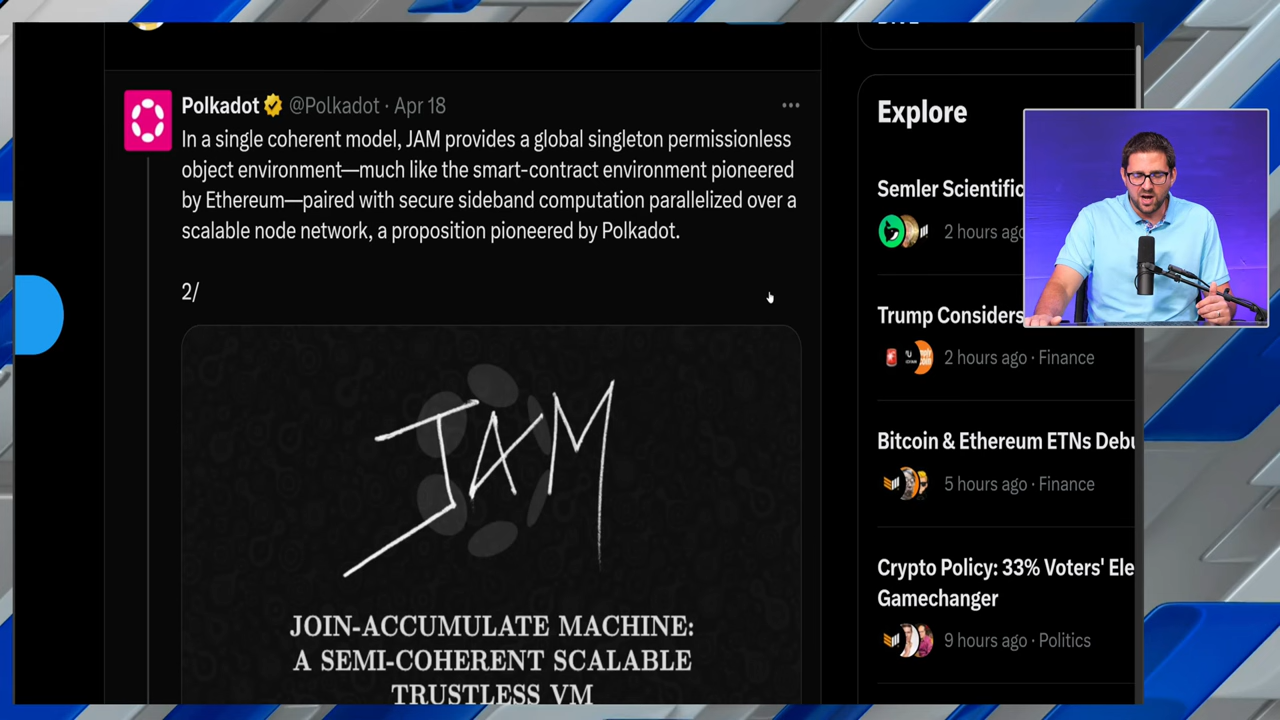 Polkadot @Polkadot · Apr 18
In a single coherent model, JAM provides a global singleton permissionless
object environment—much like the smart-contract environment pioneered
by Ethereum—paired with secure sideband computation parallelized over a
scalable node network, a proposition pioneered by Polkadot.
2/
JAM
JOIN-ACCUMULATE MACHINE:
A SEMI-COHERENT SCALABLE
TRUSTLESS VM
Explore
Semler Scientific
2 hours ago
Trump Considers
2 hours ago · Finance
Bitcoin & Ethereum ETNs Debu
5 hours ago · Finance
Crypto Policy: 33% Voters' Ele
Gamechanger
9 hours ago · Politics